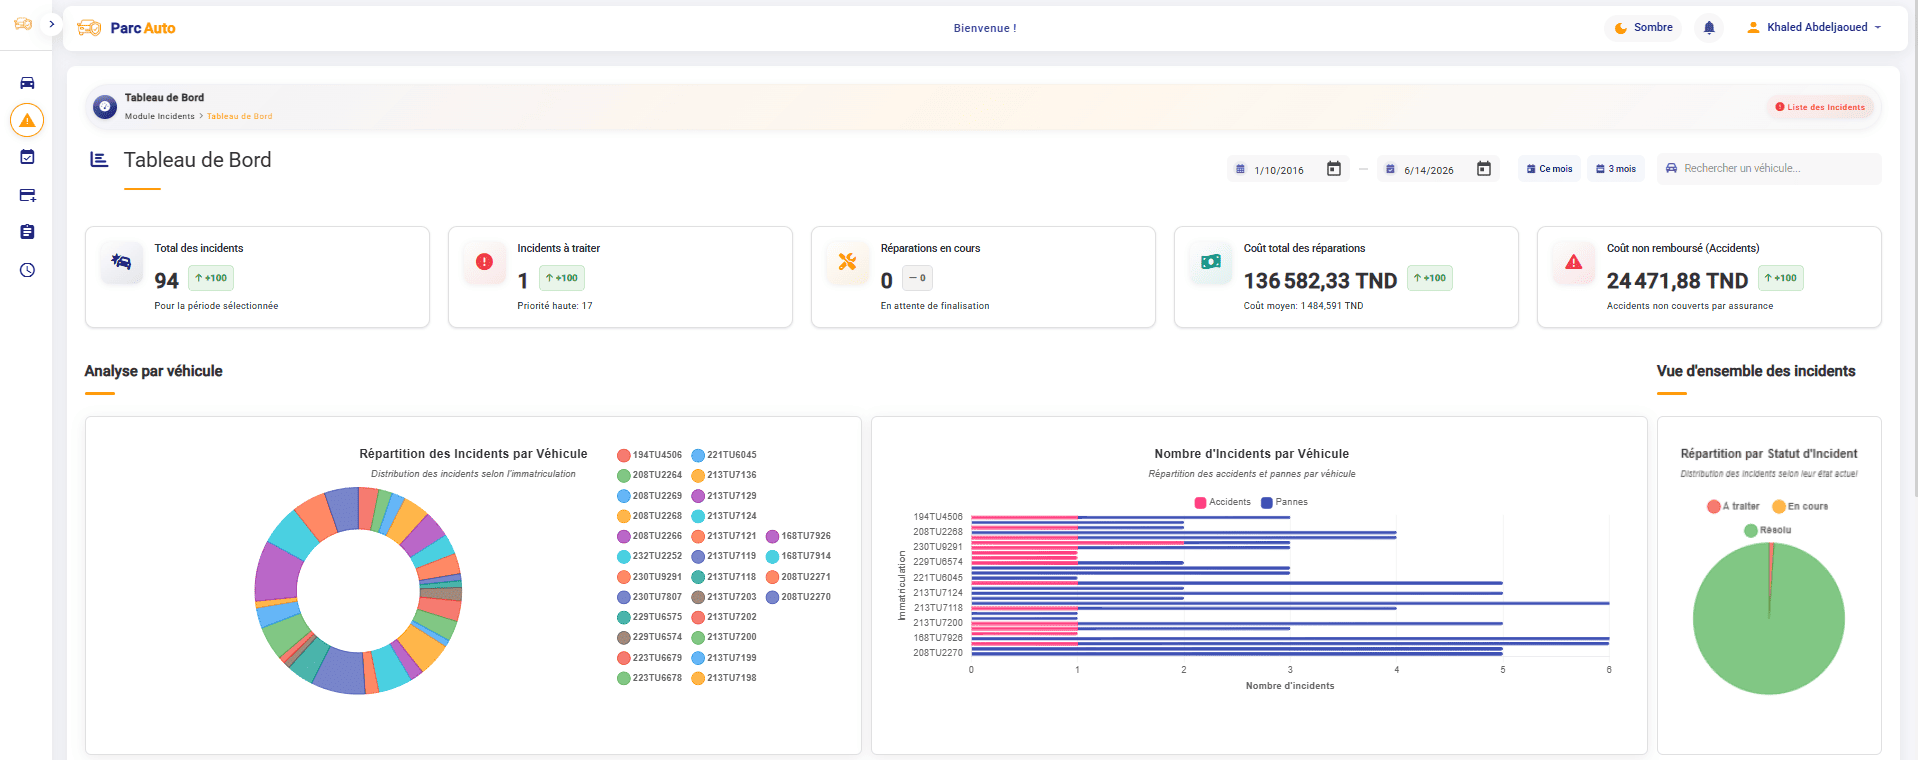 Parc Auto
Bienvenue !
Sombre
Khaled Abdeljaoued
Tableau de Bord
Module Incidents > Tableau de Bord
Liste des Incidents
Tableau de Bord
1/10/2016 — 6/14/2026
Ce mois
3 mois
Rechercher un véhicule...
Total des incidents
94 ↑ +100
Pour la période sélectionnée
Incidents à traiter
1 ↑ +100
Priorité haute: 17
Réparations en cours
0 — 0
En attente de finalisation
Coût total des réparations
136 582,33 TND ↑ +100
Coût moyen: 1 484,591 TND
Coût non remboursé (Accidents)
24 471,88 TND ↑ +100
Accidents non couverts par assurance
Analyse par véhicule
Vue d'ensemble des incidents
Répartition des Incidents par Véhicule
Distribution des incidents selon l'immatriculation
194TU4506
208TU2264
208TU2269
208TU2268
208TU2266
232TU2252
230TU9291
230TU7807
229TU6575
229TU6574
223TU6679
223TU6678
221TU6045
213TU7136
213TU7129
213TU7124
213TU7121
213TU7119
213TU7118
213TU7203
213TU7202
213TU7200
213TU7199
213TU7198
168TU7926
168TU7914
208TU2271
208TU2270
Nombre d'Incidents par Véhicule
Répartition des accidents et pannes par véhicule
Accidents
Pannes
Immatriculation
194TU4506
208TU2268
230TU9291
229TU6574
221TU6045
213TU7124
213TU7118
213TU7200
168TU7926
208TU2270
0 1 2 3 4 5 6
Nombre d'incidents
Répartition par Statut d'Incident
Distribution des incidents selon leur état actuel
À traiter
En cours
Résolu